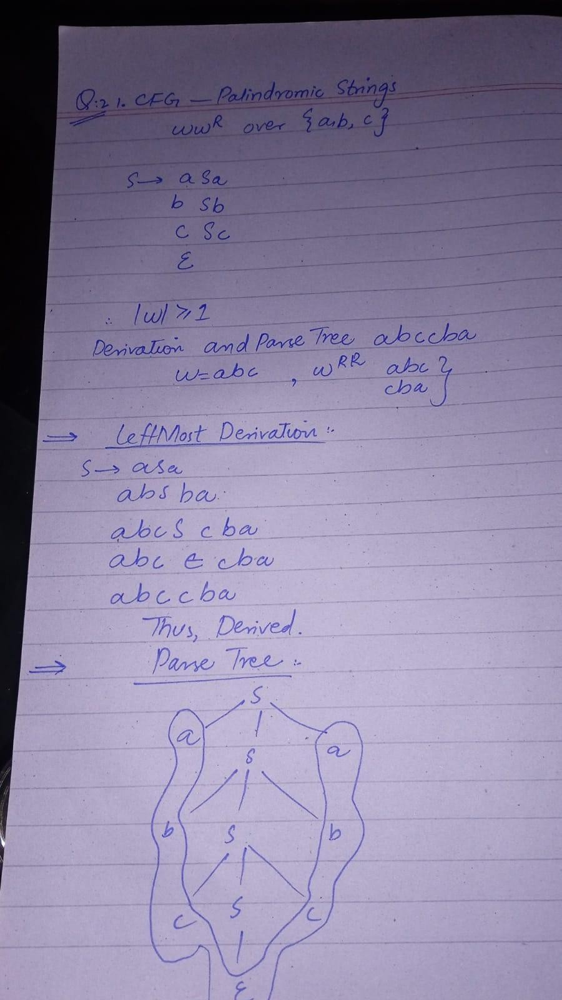 Q:2 1. CFG — Palindromic Strings
wwᴿ over {a,b, c}
S → a Sa
b Sb
c Sc
ε
∴ |w| ⩾ 1
Derivation and Parse Tree abccba
w=abc , wᴿᴿ abc }
cba
⇒ LeftMost Derivation :-
S → aSa
abS ba.
abcS cba
abc ϵ cba
abccba
Thus, Derived.
⇒ Parse Tree :-
S
a S a
b S b
c S c
ε